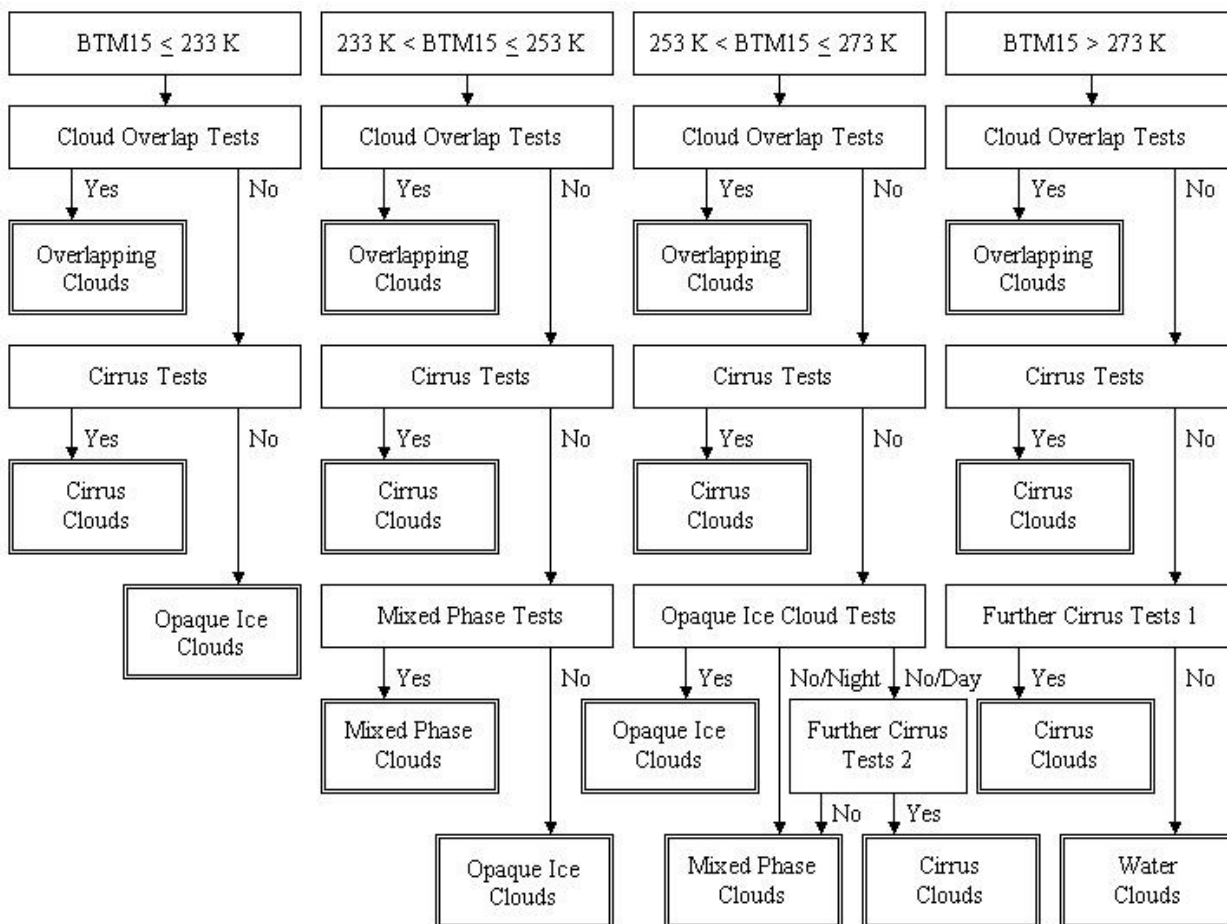 BTM15 ≤ 233 K
233 K < BTM15 ≤ 253 K
253 K < BTM15 ≤ 273 K
BTM15 > 273 K
Cloud Overlap Tests
Cloud Overlap Tests
Cloud Overlap Tests
Cloud Overlap Tests
Yes
No
Yes
No
Yes
No
Yes
No
Overlapping
Clouds
Overlapping
Clouds
Overlapping
Clouds
Overlapping
Clouds
Cirrus Tests
Cirrus Tests
Cirrus Tests
Cirrus Tests
Yes
No
Yes
No
Yes
No
Yes
No
Cirrus
Clouds
Cirrus
Clouds
Cirrus
Clouds
Cirrus
Clouds
Opaque Ice
Clouds
Mixed Phase Tests
Opaque Ice Cloud Tests
Further Cirrus Tests 1
Yes
No
Yes
No/Night
No/Day
Yes
No
Mixed Phase
Clouds
Opaque Ice
Clouds
Further Cirrus
Tests 2
Cirrus
Clouds
No
Yes
Opaque Ice
Clouds
Mixed Phase
Clouds
Cirrus
Clouds
Water
Clouds